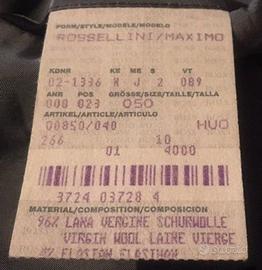 FORM/STYLE/MODELE/MODELO
ROSSELLINI/MAXIMO
KDNR KE ME S VT
02-1336 W J 2 089
ANR POS GRÖSSE/SIZE/TAILLE/TALLA
000 023 050
ARTIKEL/ARTICLE/ARTICULO
00850/040 HUO
266 10
01 4000
3724 03728 4
MATERIAL/COMPOSITION/COMPOSICION
96% LANA VERGINE SCHURWOLLE
VIRGIN WOOL LAINE VIERGE
ELASTAN ELASTHAN